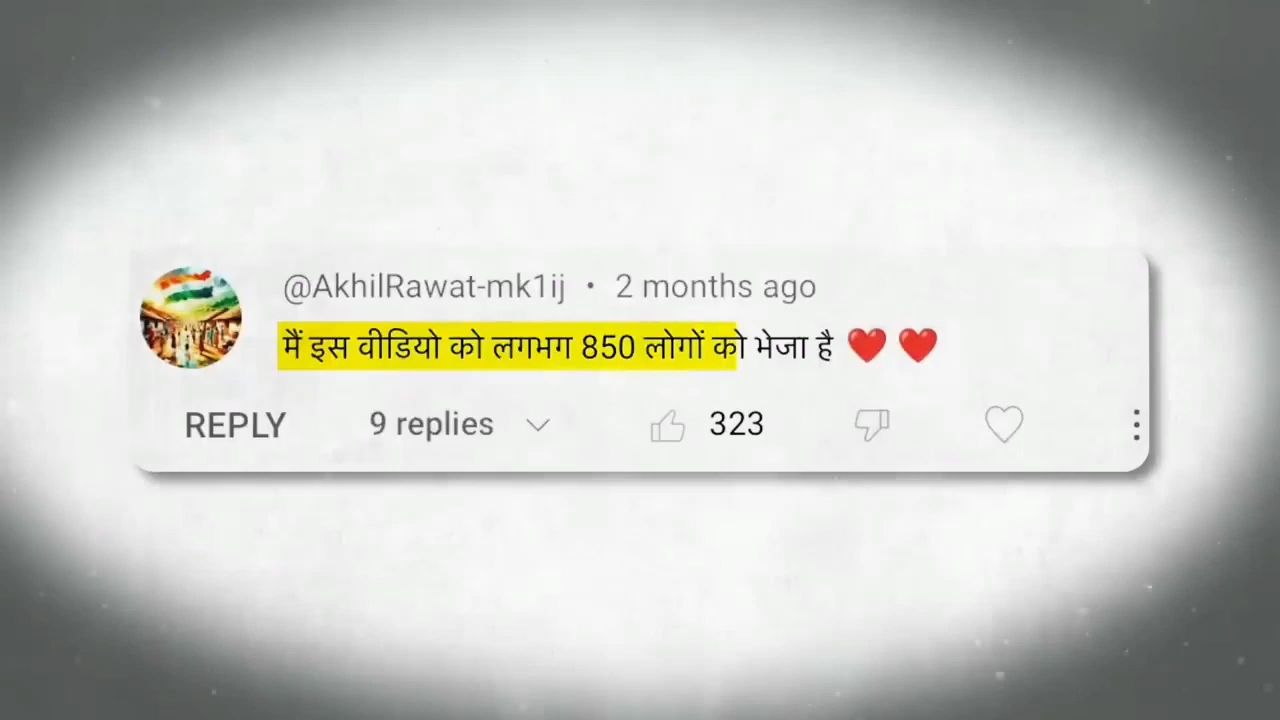 @AkhilRawat-mk1ij • 2 months ago
मैं इस वीडियो को लगभग 850 लोगों को भेजा है ❤️ ❤️
REPLY 9 replies 323